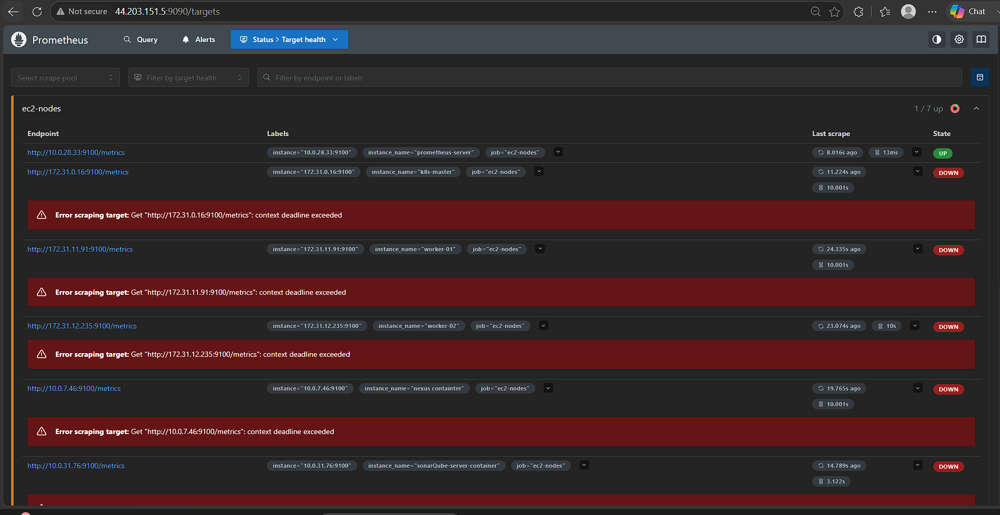 Not secure 44.203.151.5:9090/targets Chat
Prometheus Query Alerts Status > Target health
Select scrape pool Filter by target health Filter by endpoint or labels
ec2-nodes 1 / 7 up
Endpoint Labels Last scrape State
http://10.0.28.33:9100/metrics instance="10.0.28.33:9100" instance_name="prometheus-server" job="ec2-nodes" 8.016s ago 13ms UP
http://172.31.0.16:9100/metrics instance="172.31.0.16:9100" instance_name="k8s-master" job="ec2-nodes" 11.224s ago DOWN
10.001s
Error scraping target: Get "http://172.31.0.16:9100/metrics": context deadline exceeded
http://172.31.11.91:9100/metrics instance="172.31.11.91:9100" instance_name="worker-01" job="ec2-nodes" 24.335s ago DOWN
10.001s
Error scraping target: Get "http://172.31.11.91:9100/metrics": context deadline exceeded
http://172.31.12.235:9100/metrics instance="172.31.12.235:9100" instance_name="worker-02" job="ec2-nodes" 23.074s ago 10s DOWN
Error scraping target: Get "http://172.31.12.235:9100/metrics": context deadline exceeded
http://10.0.7.46:9100/metrics instance="10.0.7.46:9100" instance_name="nexus containter" job="ec2-nodes" 19.765s ago DOWN
10.001s
Error scraping target: Get "http://10.0.7.46:9100/metrics": context deadline exceeded
http://10.0.31.76:9100/metrics instance="10.0.31.76:9100" instance_name="sonarQube-server-container" job="ec2-nodes" 14.789s ago DOWN
3.122s